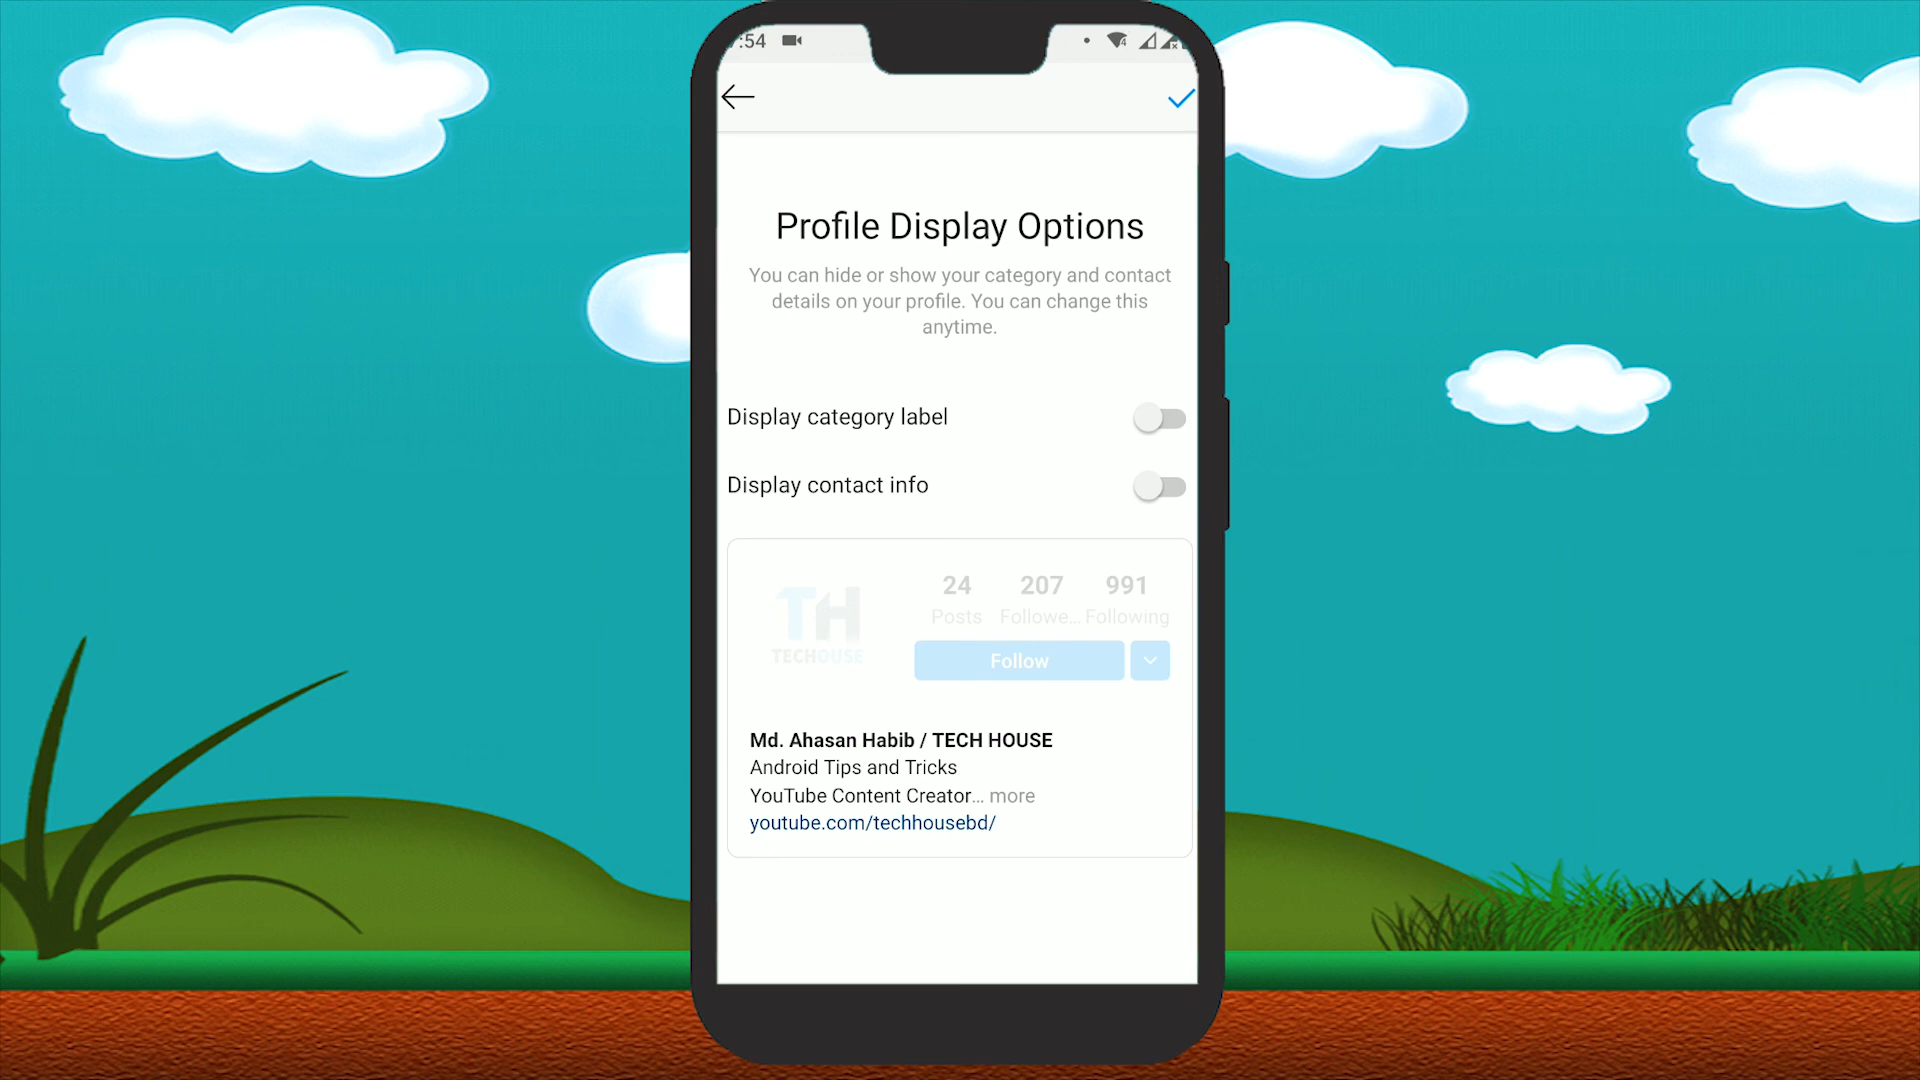 :54
Profile Display Options
You can hide or show your category and contact
details on your profile. You can change this
anytime.
Display category label
Display contact info
24 207 991
Posts Followe... Following
TH
TECHOUSE
Follow
Md. Ahasan Habib / TECH HOUSE
Android Tips and Tricks
YouTube Content Creator... more
youtube.com/techhousebd/